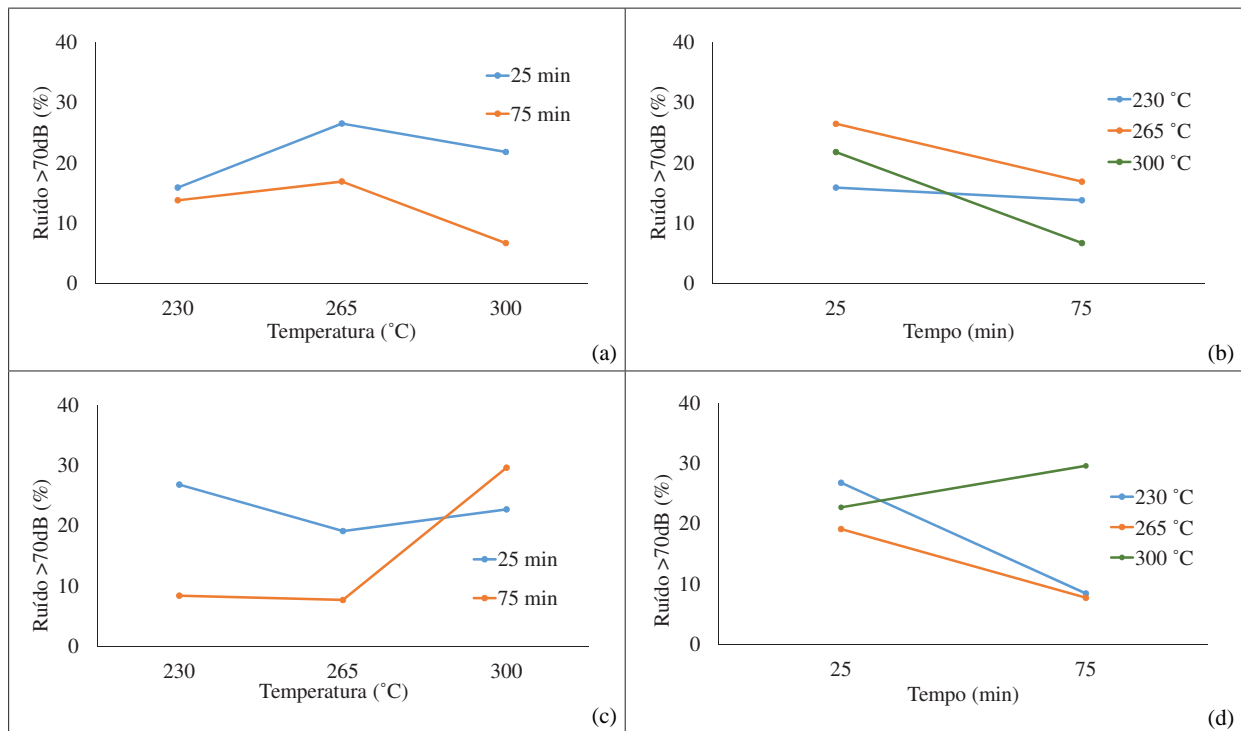 40
30
20
10
0
Ruído >70dB (%)
25 min
75 min
230 265 300
Temperatura (˚C)
(a)
40
30
20
10
0
Ruído >70dB (%)
230 ˚C
265 ˚C
300 ˚C
25 75
Tempo (min)
(b)
40
30
20
10
0
Ruído >70dB (%)
25 min
75 min
230 265 300
Temperatura (˚C)
(c)
40
30
20
10
0
Ruído >70dB (%)
230 ˚C
265 ˚C
300 ˚C
25 75
Tempo (min)
(d)